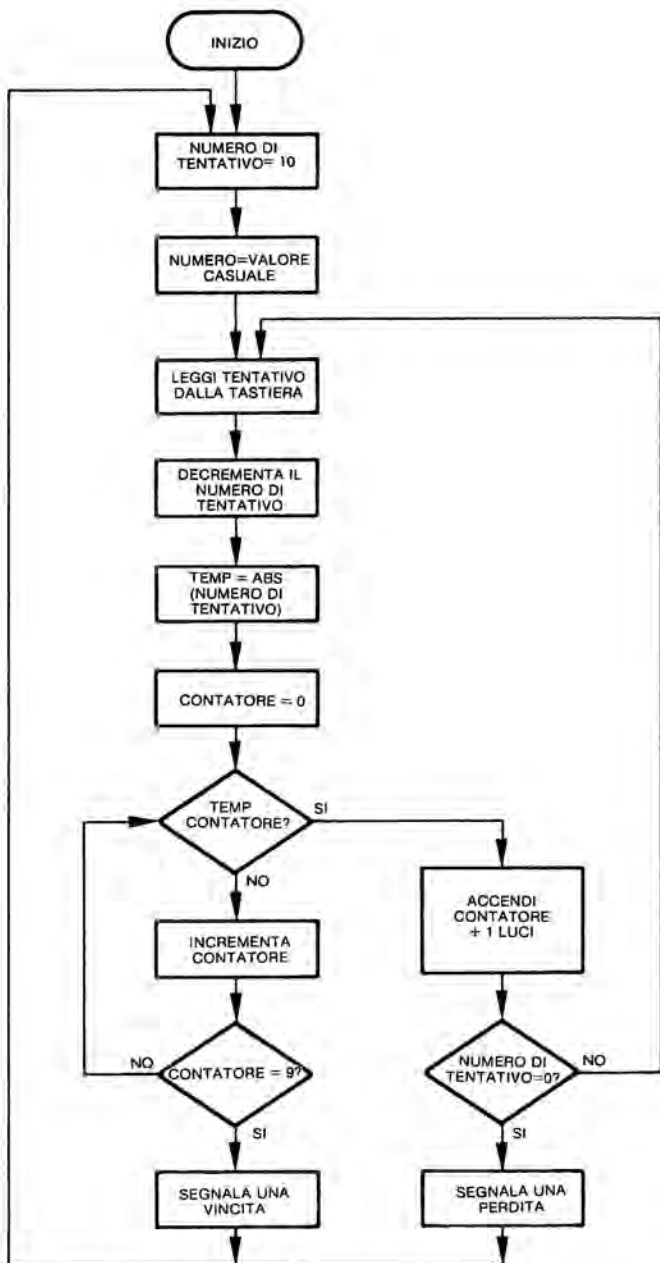 INIZIO
NUMERO DI
TENTATIVO= 10
NUMERO=VALORE
CASUALE
LEGGI TENTATIVO
DALLA TASTIERA
DECREMENTA IL
NUMERO DI
TENTATIVO
TEMP = ABS
(NUMERO DI
TENTATIVO)
CONTATORE = 0
TEMP
CONTATORE?
SI
NO
INCREMENTA
CONTATORE
CONTATORE = 9?
NO
SI
SEGNALA UNA
VINCITA
ACCENDI
CONTATORE
+ 1 LUCI
NUMERO DI
TENTATIVO=0?
NO
SI
SEGNALA UNA
PERDITA